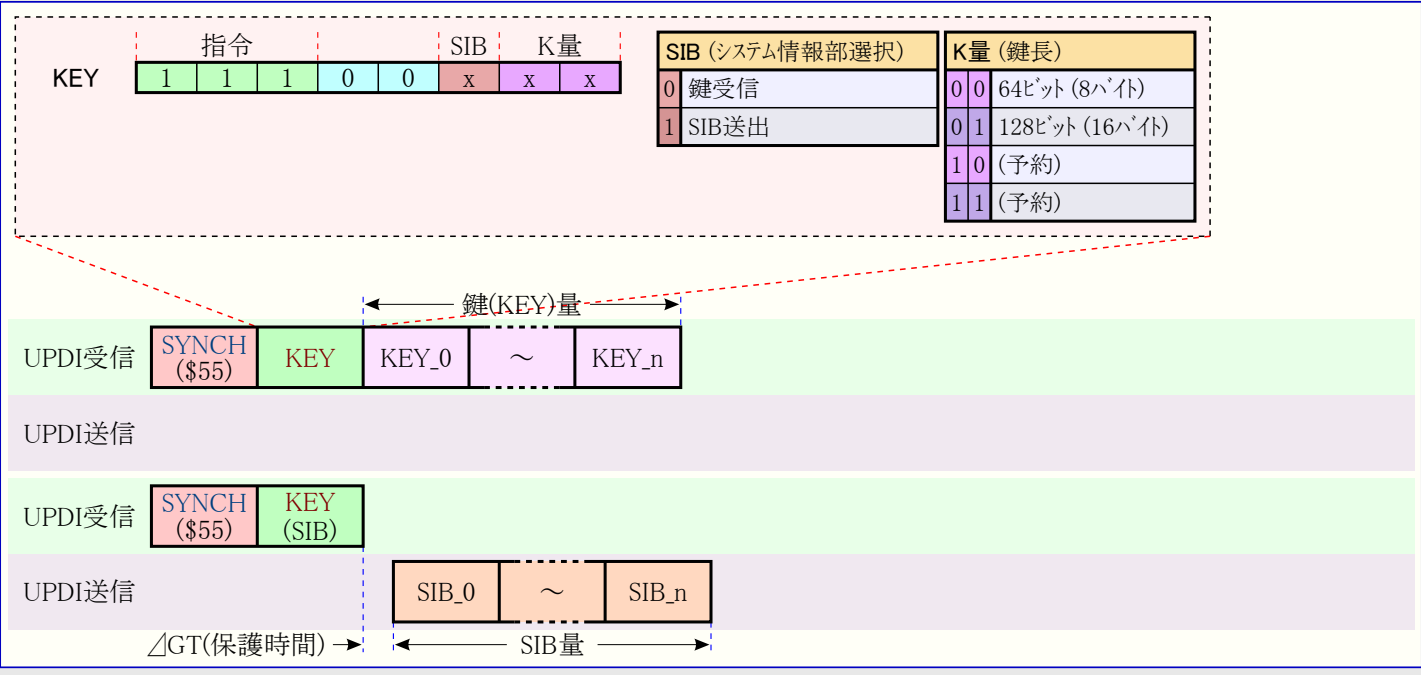 指令 SIB K量
KEY 1 1 1 0 0 x x x
SIB (システム情報部選択)
0 鍵受信
1 SIB送出
K量 (鍵長)
0 0 64ビット (8バイト)
0 1 128ビット (16バイト)
1 0 (予約)
1 1 (予約)
鍵(KEY)量
UPDI受信 SYNCH ($55) KEY KEY_0 ～ KEY_n
UPDI送信
UPDI受信 SYNCH ($55) KEY (SIB)
UPDI送信 SIB_0 ～ SIB_n
⊿GT(保護時間) SIB量